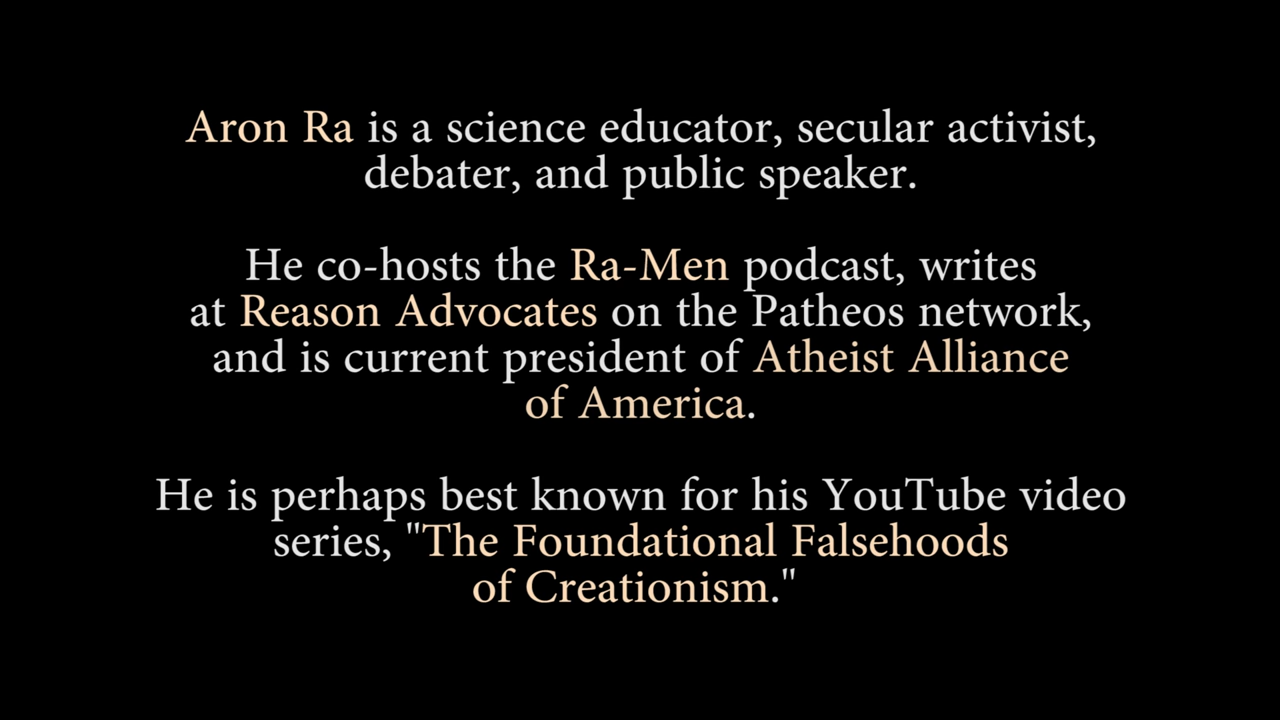 Aron Ra is a science educator, secular activist,
debater, and public speaker.
He co-hosts the Ra-Men podcast, writes
at Reason Advocates on the Patheos network,
and is current president of Atheist Alliance
of America.
He is perhaps best known for his YouTube video
series, "The Foundational Falsehoods
of Creationism."